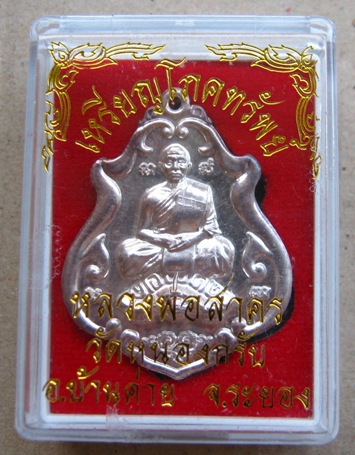 เหรียญโภคทรัพย์
หลวงพ่อสาคร
วัดหนองกรับ
อ.บ้านค่าย จ.ระยอง